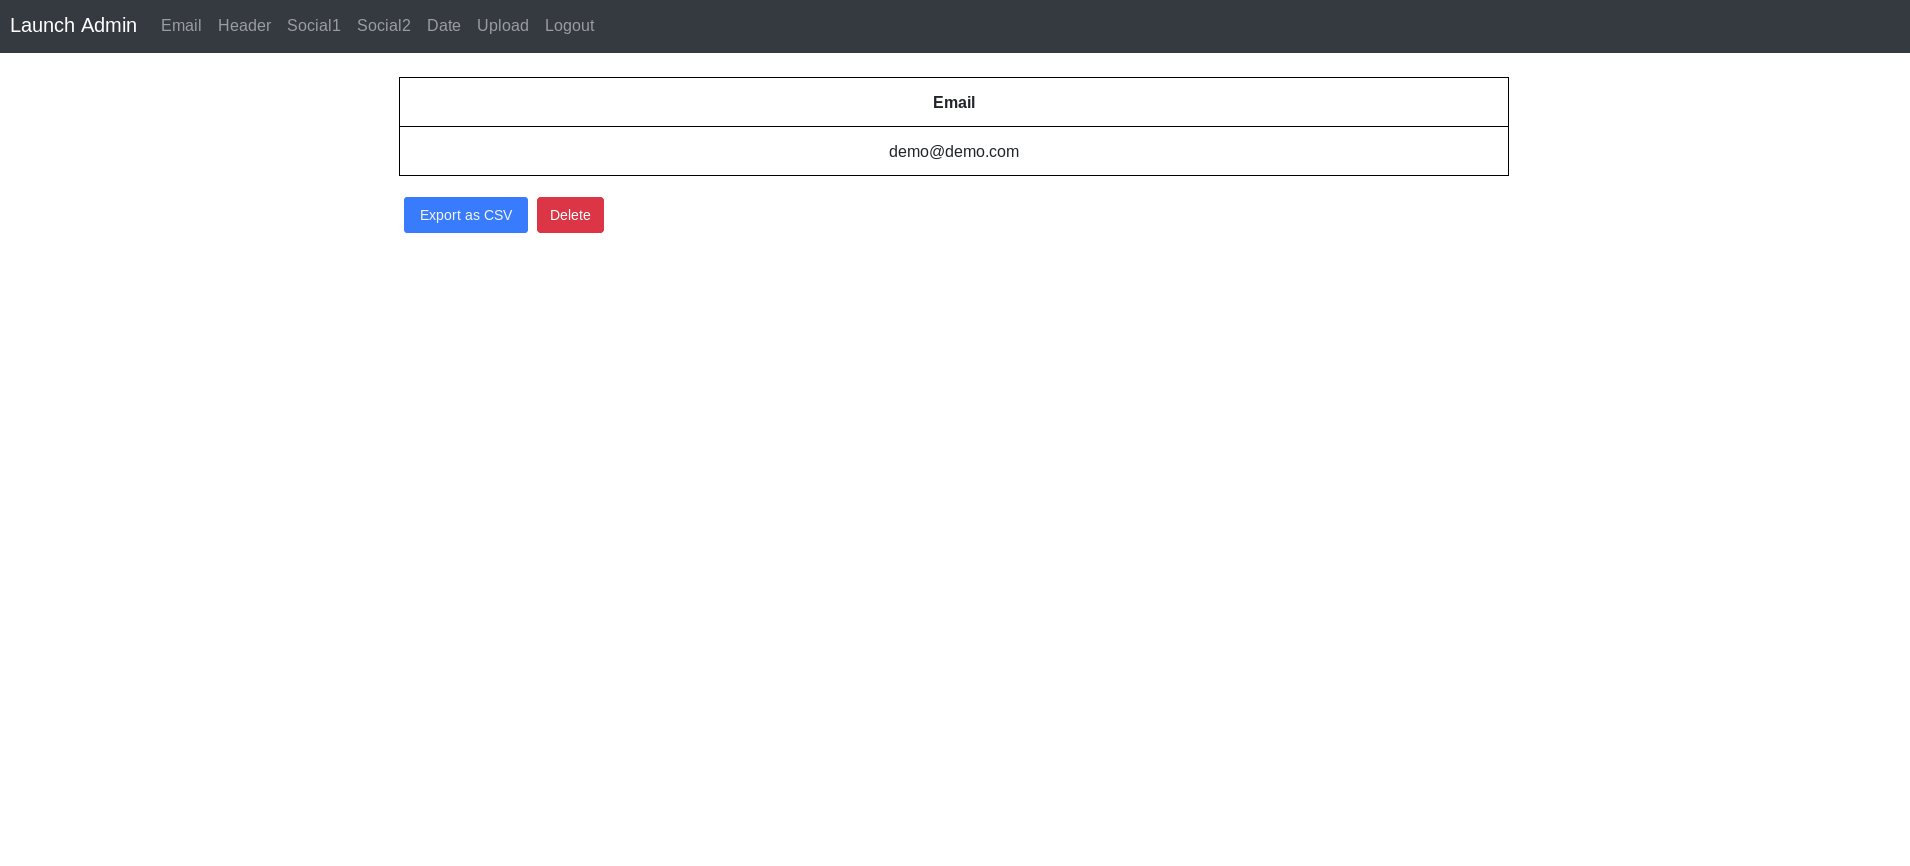 Launch Admin Email Header Social1 Social2 Date Upload Logout
Email
demo@demo.com
Export as CSV Delete